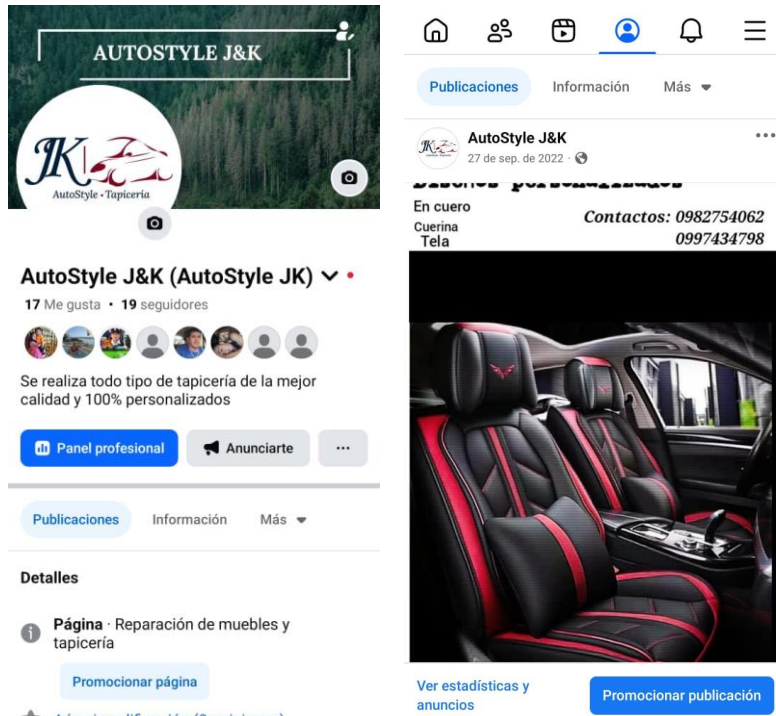 AUTOSTYLE J&K
JK
AutoStyle - Tapicería
AutoStyle J&K (AutoStyle JK)
17 Me gusta • 19 seguidores
Se realiza todo tipo de tapicería de la mejor
calidad y 100% personalizados
Panel profesional
Anunciarte
Publicaciones
Información
Más
Detalles
Página · Reparación de muebles y
tapicería
Promocionar página
Publicaciones
Información
Más
JK
AutoStyle J&K
27 de sep. de 2022
Diseños personalizados
En cuero
Cuerina
Tela
Contactos: 0982754062
0997434798
Ver estadísticas y
anuncios
Promocionar publicación